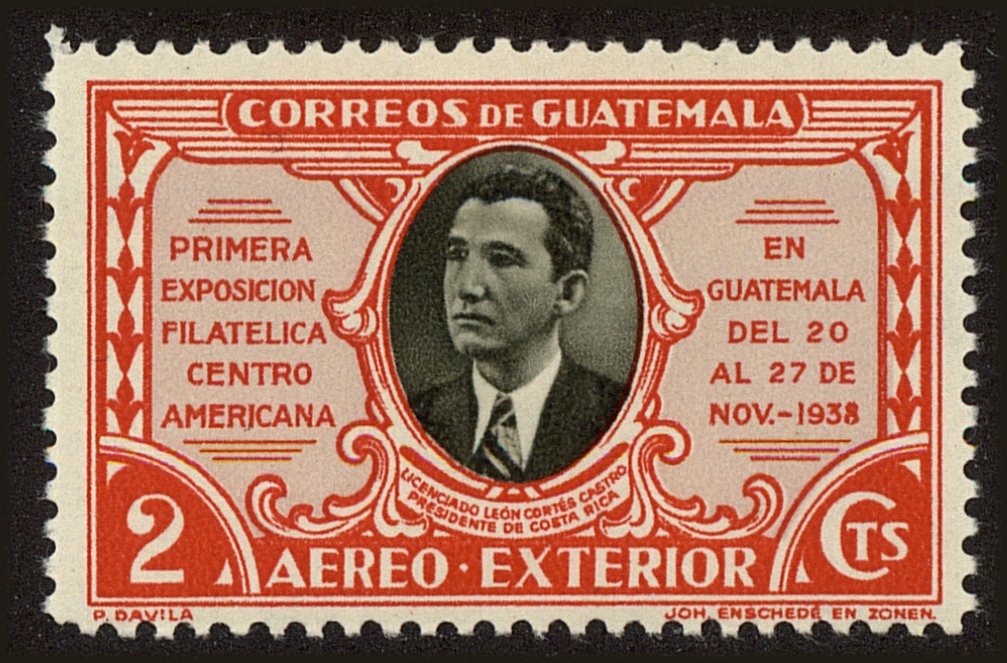 CORREOS DE GUATEMALA
PRIMERA
EXPOSICION
FILATELICA
CENTRO
AMERICANA
EN
GUATEMALA
DEL 20
AL 27 DE
NOV.-1938
LICENCIADO LEÓN CORTÉS CASTRO
PRESIDENTE DE COSTA RICA
2
CTS
AEREO · EXTERIOR
P. DAVILA
JOH. ENSCHEDÉ EN ZONEN.